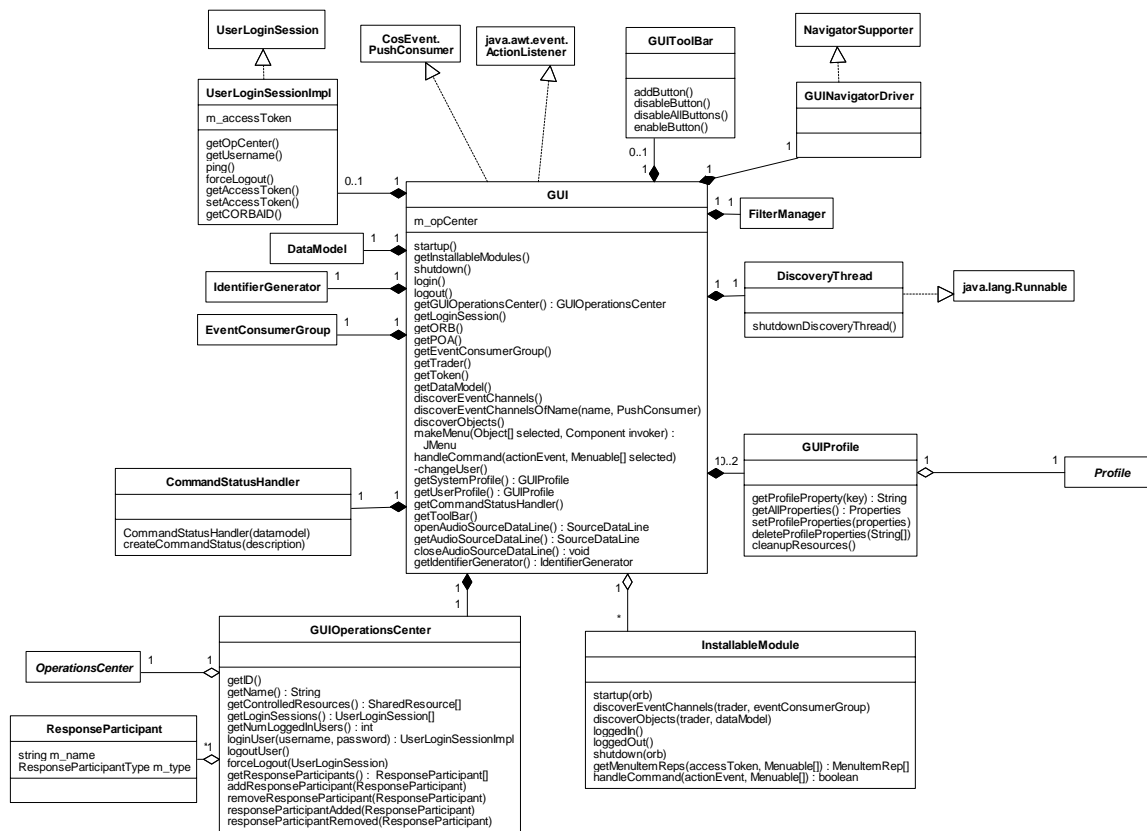 UserLoginSession
CosEvent.
PushConsumer
java.awt.event.
ActionListener
GUIToolBar
addButton()
disableButton()
disableAllButtons()
enableButton()
NavigatorSupporter
UserLoginSessionImpl
m_accessToken
getOpCenter()
getUsername()
ping()
forceLogout()
getAccessToken()
setAccessToken()
getCORBAID()
GUINavigatorDriver
0..1
1
0..1
1
1
1
GUI
m_opCenter
startup()
getInstallableModules()
shutdown()
login()
logout()
getGUIOperationsCenter() : GUIOperationsCenter
getLoginSession()
getORB()
getPOA()
getEventConsumerGroup()
getTrader()
getToken()
getDataModel()
discoverEventChannels()
discoverEventChannelsOfName(name, PushConsumer)
discoverObjects()
makeMenu(Object[] selected, Component invoker) :
JMenu
handleCommand(actionEvent, Menuable[] selected)
-changeUser()
getSystemProfile() : GUIProfile
getUserProfile() : GUIProfile
getCommandStatusHandler()
getToolBar()
openAudioSourceDataLine() : SourceDataLine
getAudioSourceDataLine() : SourceDataLine
closeAudioSourceDataLine() : void
getIdentifierGenerator() : IdentifierGenerator
1 1
FilterManager
DataModel
1 1
IdentifierGenerator
1 1
EventConsumerGroup
1 1
1 1
DiscoveryThread
shutdownDiscoveryThread()
java.lang.Runnable
CommandStatusHandler
CommandStatusHandler(datamodel)
createCommandStatus(description)
1 1
1 0..2
GUIProfile
getProfileProperty(key) : String
getAllProperties() : Properties
setProfileProperties(properties)
deleteProfileProperties(String[])
cleanupResources()
1 1
Profile
1
1
1
*
GUIOperationsCenter
getID()
getName() : String
getControlledResources() : SharedResource[]
getLoginSessions() : UserLoginSession[]
getNumLoggedInUsers() : int
loginUser(username, password) : UserLoginSessionImpl
logoutUser()
forceLogout(UserLoginSession)
getResponseParticipants() : ResponseParticipant[]
addResponseParticipant(ResponseParticipant)
removeResponseParticipant(ResponseParticipant)
responseParticipantAdded(ResponseParticipant)
responseParticipantRemoved(ResponseParticipant)
OperationsCenter
1 1
ResponseParticipant
string m_name
ResponseParticipantType m_type
* 1
InstallableModule
startup(orb)
discoverEventChannels(trader, eventConsumerGroup)
discoverObjects(trader, dataModel)
loggedIn()
loggedOut()
shutdown(orb)
getMenuItemReps(accessToken, Menuable[]) : MenuItemRep[]
handleCommand(actionEvent, Menuable[]) : boolean